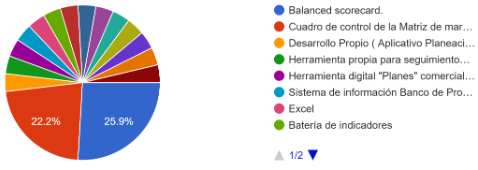 Balanced scorecard.
Cuadro de control de la Matriz de mar...
Desarrollo Propio ( Aplicativo Planeaci...
Herramienta propia para seguimiento...
Herramienta digital "Planes" comercial...
Sistema de información Banco de Pro...
Excel
Batería de indicadores
1/2
22.2%
25.9%